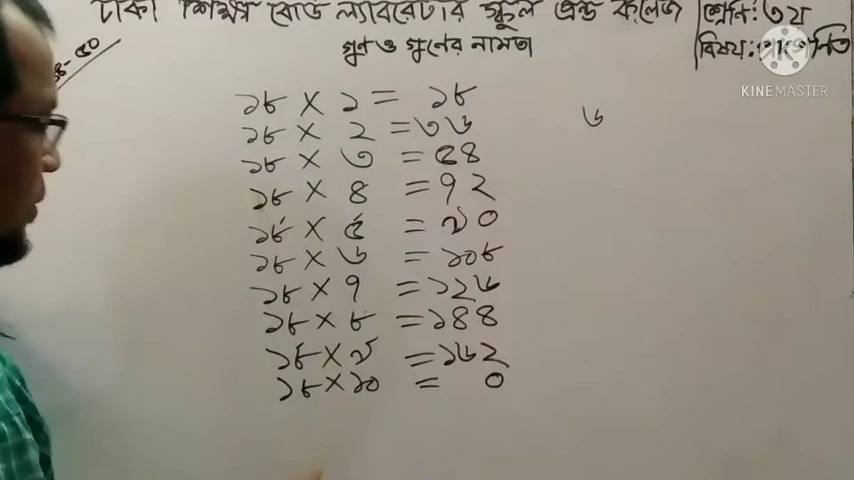 ঢাকা শিক্ষা বোর্ড ল্যাবরেটরি স্কুল এন্ড কলেজ
শ্রেণি: ৩য়
গুণ ও গুনের নামতা
বিষয়:
KINEMASTER
৫০
১৮ X ১ = ১৮
১৮ X ২ = ৩৬
৬
১৮ X ৩ = ৫৪
১৮ X ৪ = ৭২
১৮ X ৫ = ৯০
১৮ X ৬ = ১০৮
১৮ X ৭ = ১২৬
১৮ X ৮ = ১৪৪
১৮ X ৯ = ১৬২
১৮ X ১০ = ০